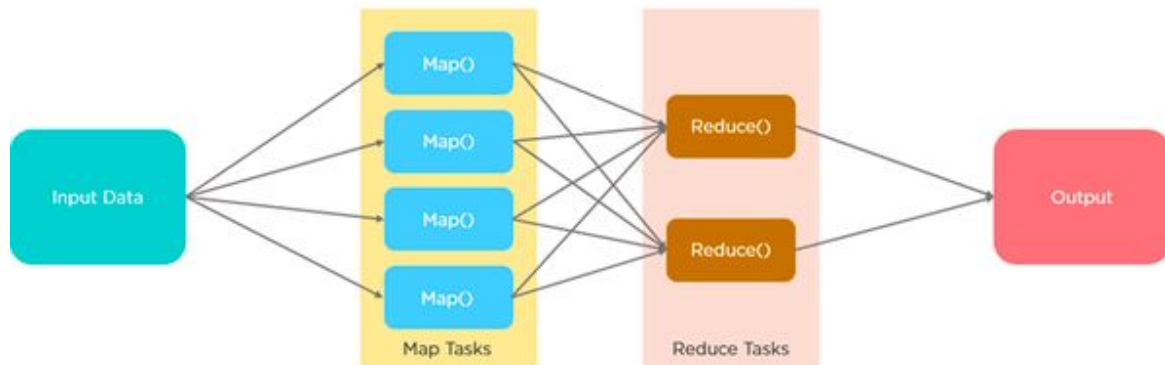 Input Data
Map()
Map()
Map()
Map()
Map Tasks
Reduce()
Reduce()
Reduce Tasks
Output